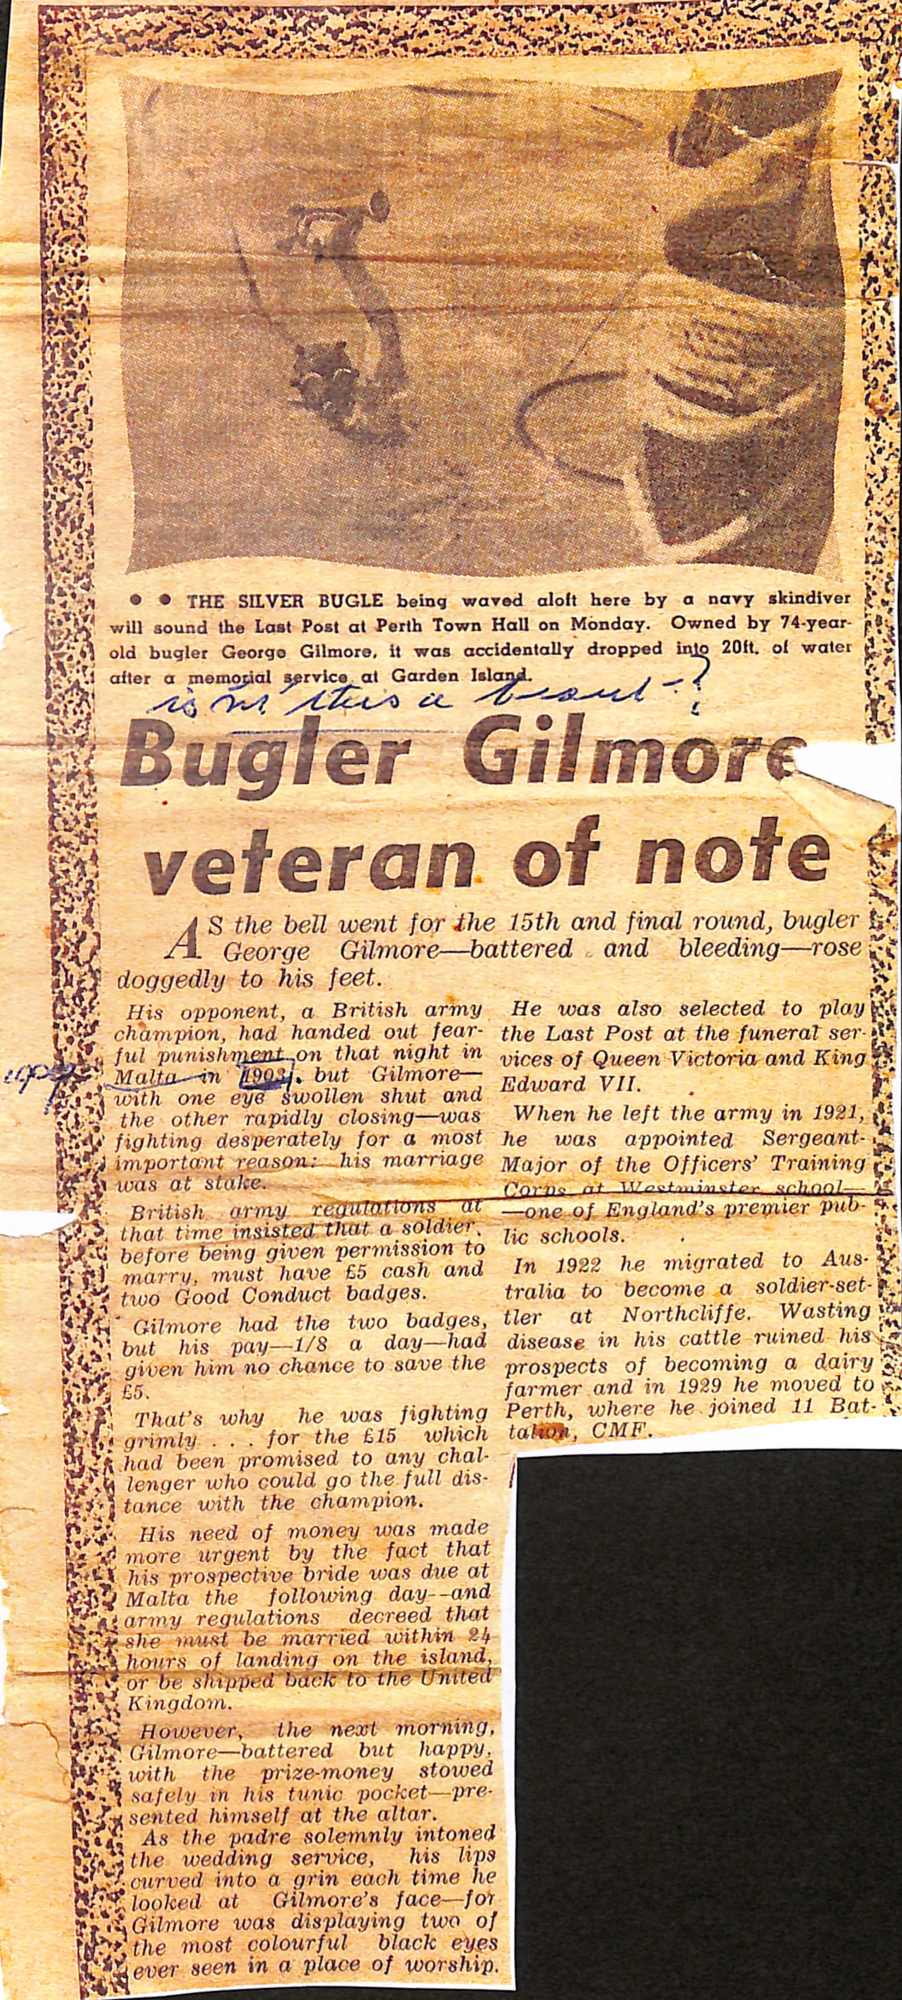 ● ● THE SILVER BUGLE being waved aloft here by a navy skindiver
will sound the Last Post at Perth Town Hall on Monday. Owned by 74-year-
old bugler George Gilmore, it was accidentally dropped into 20ft. of water
after a memorial service at Garden Island.
is n't this a beaut-?
Bugler Gilmore
veteran of note
AS the bell went for the 15th and final round, bugler
George Gilmore—battered and bleeding—rose
doggedly to his feet.
His opponent, a British army
champion, had handed out fear-
ful punishment on that night in
Malta in 1903, but Gilmore—
with one eye swollen shut and
the other rapidly closing—was
fighting desperately for a most
important reason: his marriage
was at stake.
British army regulations at
that time insisted that a soldier,
before being given permission to
marry, must have £5 cash and
two Good Conduct badges.
Gilmore had the two badges,
but his pay—1/8 a day—had
given him no chance to save the
£5.
That's why he was fighting
grimly . . . for the £15 which
had been promised to any chal-
lenger who could go the full dis-
tance with the champion.
His need of money was made
more urgent by the fact that
his prospective bride was due at
Malta the following day--and
army regulations decreed that
she must be married within 24
hours of landing on the island,
or be shipped back to the United
Kingdom.
However, the next morning,
Gilmore—battered but happy,
with the prize-money stowed
safely in his tunic pocket—pre-
sented himself at the altar.
As the padre solemnly intoned
the wedding service, his lips
curved into a grin each time he
looked at Gilmore's face—for
Gilmore was displaying two of
the most colourful black eyes
ever seen in a place of worship.
He was also selected to play
the Last Post at the funeral ser-
vices of Queen Victoria and King
Edward VII.
When he left the army in 1921,
he was appointed Sergeant-
Major of the Officers' Training
Corps at Westminster school—
—one of England's premier pub-
lic schools.
In 1922 he migrated to Aus-
tralia to become a soldier-set-
tler at Northcliffe. Wasting
disease in his cattle ruined his
prospects of becoming a dairy
farmer and in 1929 he moved to
Perth, where he joined 11 Bat-
talion, CMF.